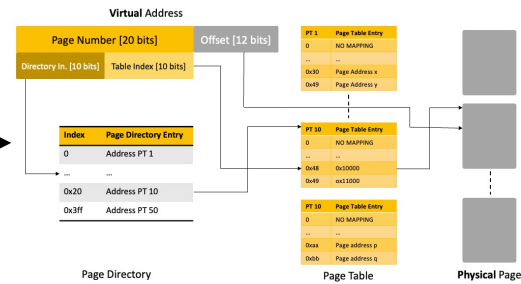 Virtual Address
Page Number [20 bits]
Offset [12 bits]
Directory In. [10 bits]
Table Index [10 bits]
Index Page Directory Entry
0 Address PT 1
... ...
0x20 Address PT 10
0x3ff Address PT 50
Page Directory
PT 1 Page Table Entry
0 NO MAPPING
... ...
0x30 Page Address x
0x49 Page Address y
PT 10 Page Table Entry
0 NO MAPPING
... ...
0x48 0x10000
0x49 ox11000
PT 10 Page Table Entry
0 NO MAPPING
... ...
0xaa Page address p
0xbb Page address q
Page Table
Physical Page